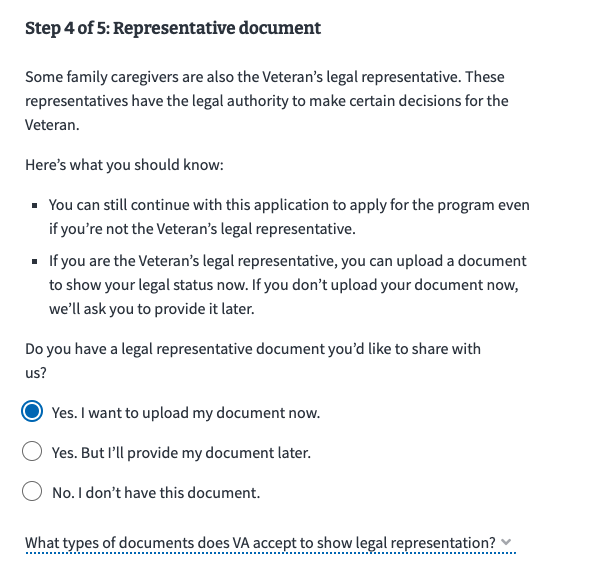 Step 4 of 5: Representative document
Some family caregivers are also the Veteran’s legal representative. These
representatives have the legal authority to make certain decisions for the
Veteran.
Here’s what you should know:
You can still continue with this application to apply for the program even
if you’re not the Veteran’s legal representative.
If you are the Veteran’s legal representative, you can upload a document
to show your legal status now. If you don’t upload your document now,
we’ll ask you to provide it later.
Do you have a legal representative document you’d like to share with
us?
Yes. I want to upload my document now.
Yes. But I’ll provide my document later.
No. I don’t have this document.
What types of documents does VA accept to show legal representation?